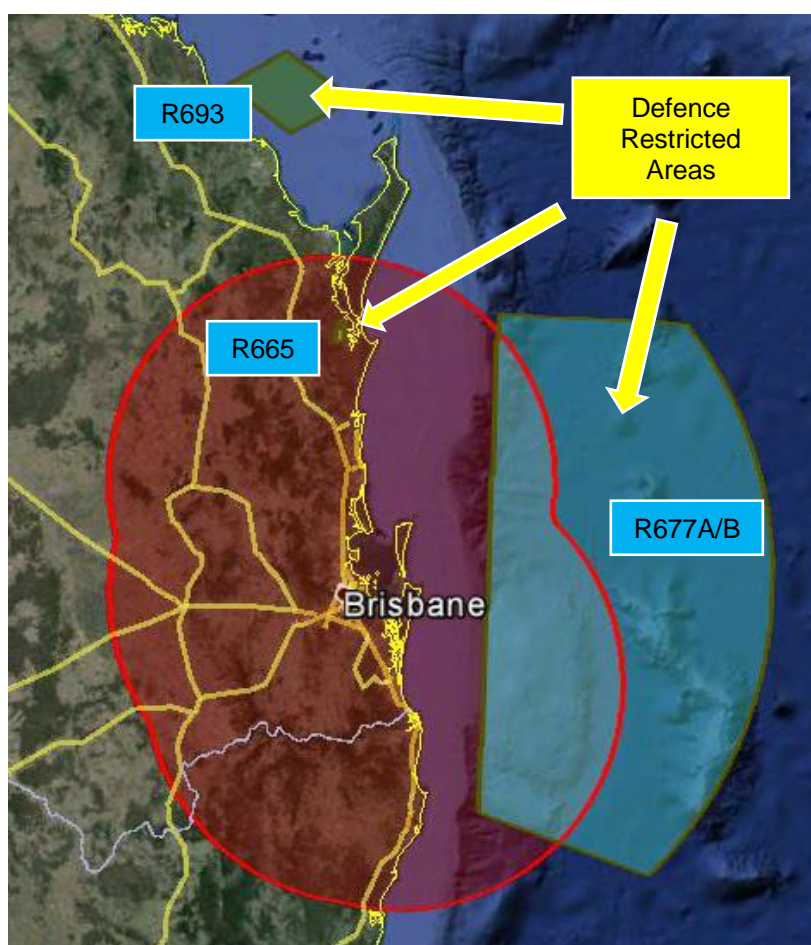 R693
Defence
Restricted
Areas
R665
R677A/B
Brisbane